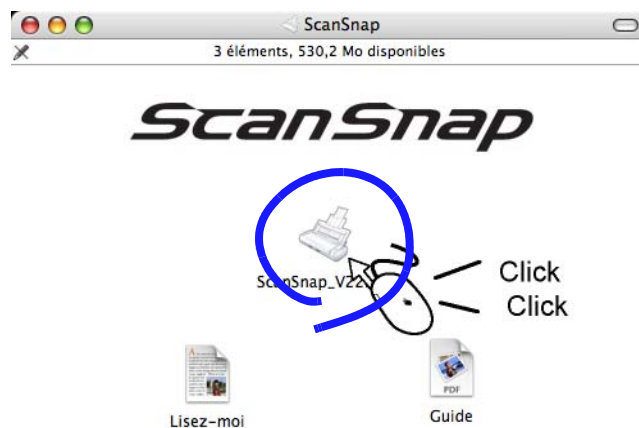 ScanSnap
3 éléments, 530,2 Mo disponibles
ScanSnap
ScanSnap_V22
Click
Click
PDF
Lisez-moi
Guide